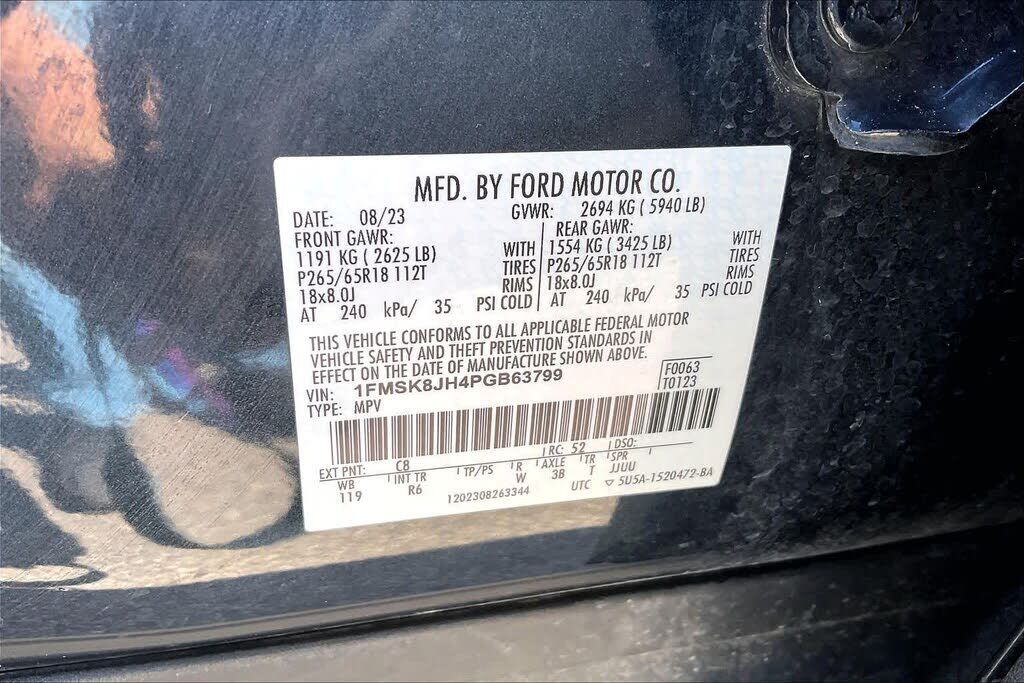 MFD. BY FORD MOTOR CO.
DATE: 08/23 GVWR: 2694 KG ( 5940 LB)
FRONT GAWR: REAR GAWR:
1191 KG ( 2625 LB) WITH 1554 KG ( 3425 LB) WITH
P265/65R18 112T TIRES P265/65R18 112T TIRES
18x8.0J RIMS 18x8.0J RIMS
AT 240 kPa/ 35 PSI COLD AT 240 kPa/ 35 PSI COLD
THIS VEHICLE CONFORMS TO ALL APPLICABLE FEDERAL MOTOR
VEHICLE SAFETY AND THEFT PREVENTION STANDARDS IN
EFFECT ON THE DATE OF MANUFACTURE SHOWN ABOVE.
VIN: 1FMSK8JH4PGB63799 F0063
TYPE: MPV T0123
EXT PNT: C8 RC: 52 DSO:
WB INT TR TP/PS R AXLE TR SPR
119 R6 W 3B T JJUU
1202308263344 UTC ▽ 5U5A-1520472-BA